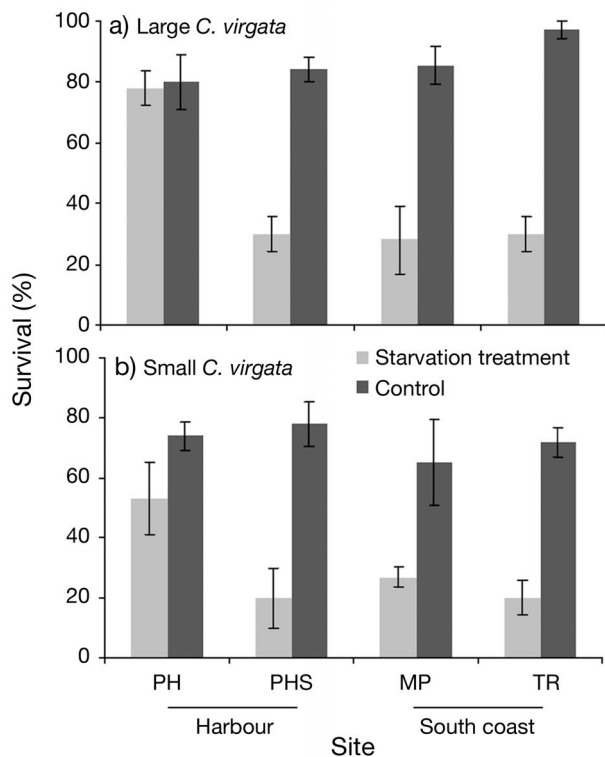 100
a) Large C. virgata
80
60
40
20
0
100
b) Small C. virgata
Starvation treatment
Control
80
60
40
20
0
Survival (%)
PH PHS MP TR
Harbour South coast
Site